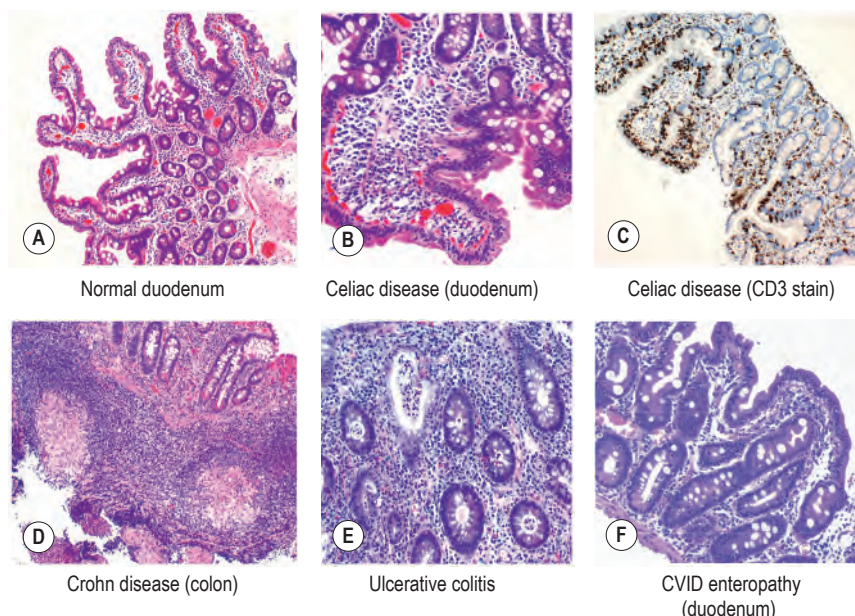 A
B
C
Normal duodenum
Celiac disease (duodenum)
Celiac disease (CD3 stain)
D
E
F
Crohn disease (colon)
Ulcerative colitis
CVID enteropathy
(duodenum)